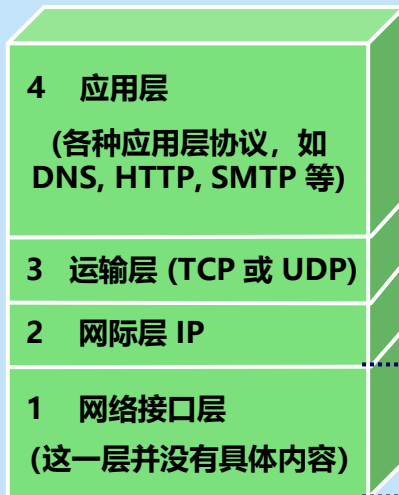 4 应用层
(各种应用层协议，如
DNS, HTTP, SMTP 等)
3 运输层 (TCP 或 UDP)
2 网际层 IP
1 网络接口层
(这一层并没有具体内容)